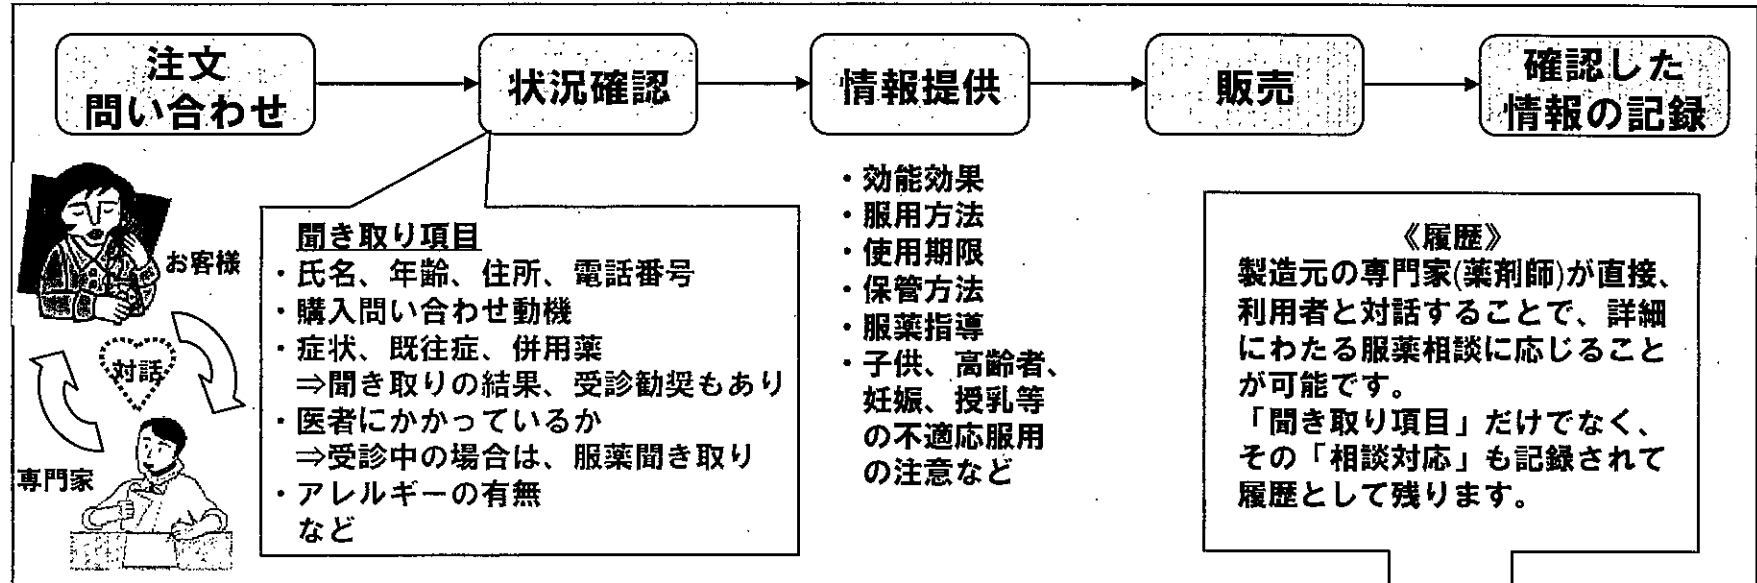 注文
問い合わせ
状況確認
情報提供
販売
確認した
情報の記録
お客様
対話
専門家
聞き取り項目
・氏名、年齢、住所、電話番号
・購入問い合わせ動機
・症状、既往症、併用薬
⇒聞き取りの結果、受診勧奨もあり
・医者にかかっているか
⇒受診中の場合は、服薬聞き取り
・アレルギーの有無
など
・効能効果
・服用方法
・使用期限
・保管方法
・服薬指導
・子供、高齢者、
妊娠、授乳等
の不適応服用
の注意など
《履歴》
製造元の専門家(薬剤師)が直接、
利用者と対話することで、詳細
にわたる服薬相談に応じること
が可能です。
「聞き取り項目」だけでなく、
その「相談対応」も記録されて
履歴として残ります。